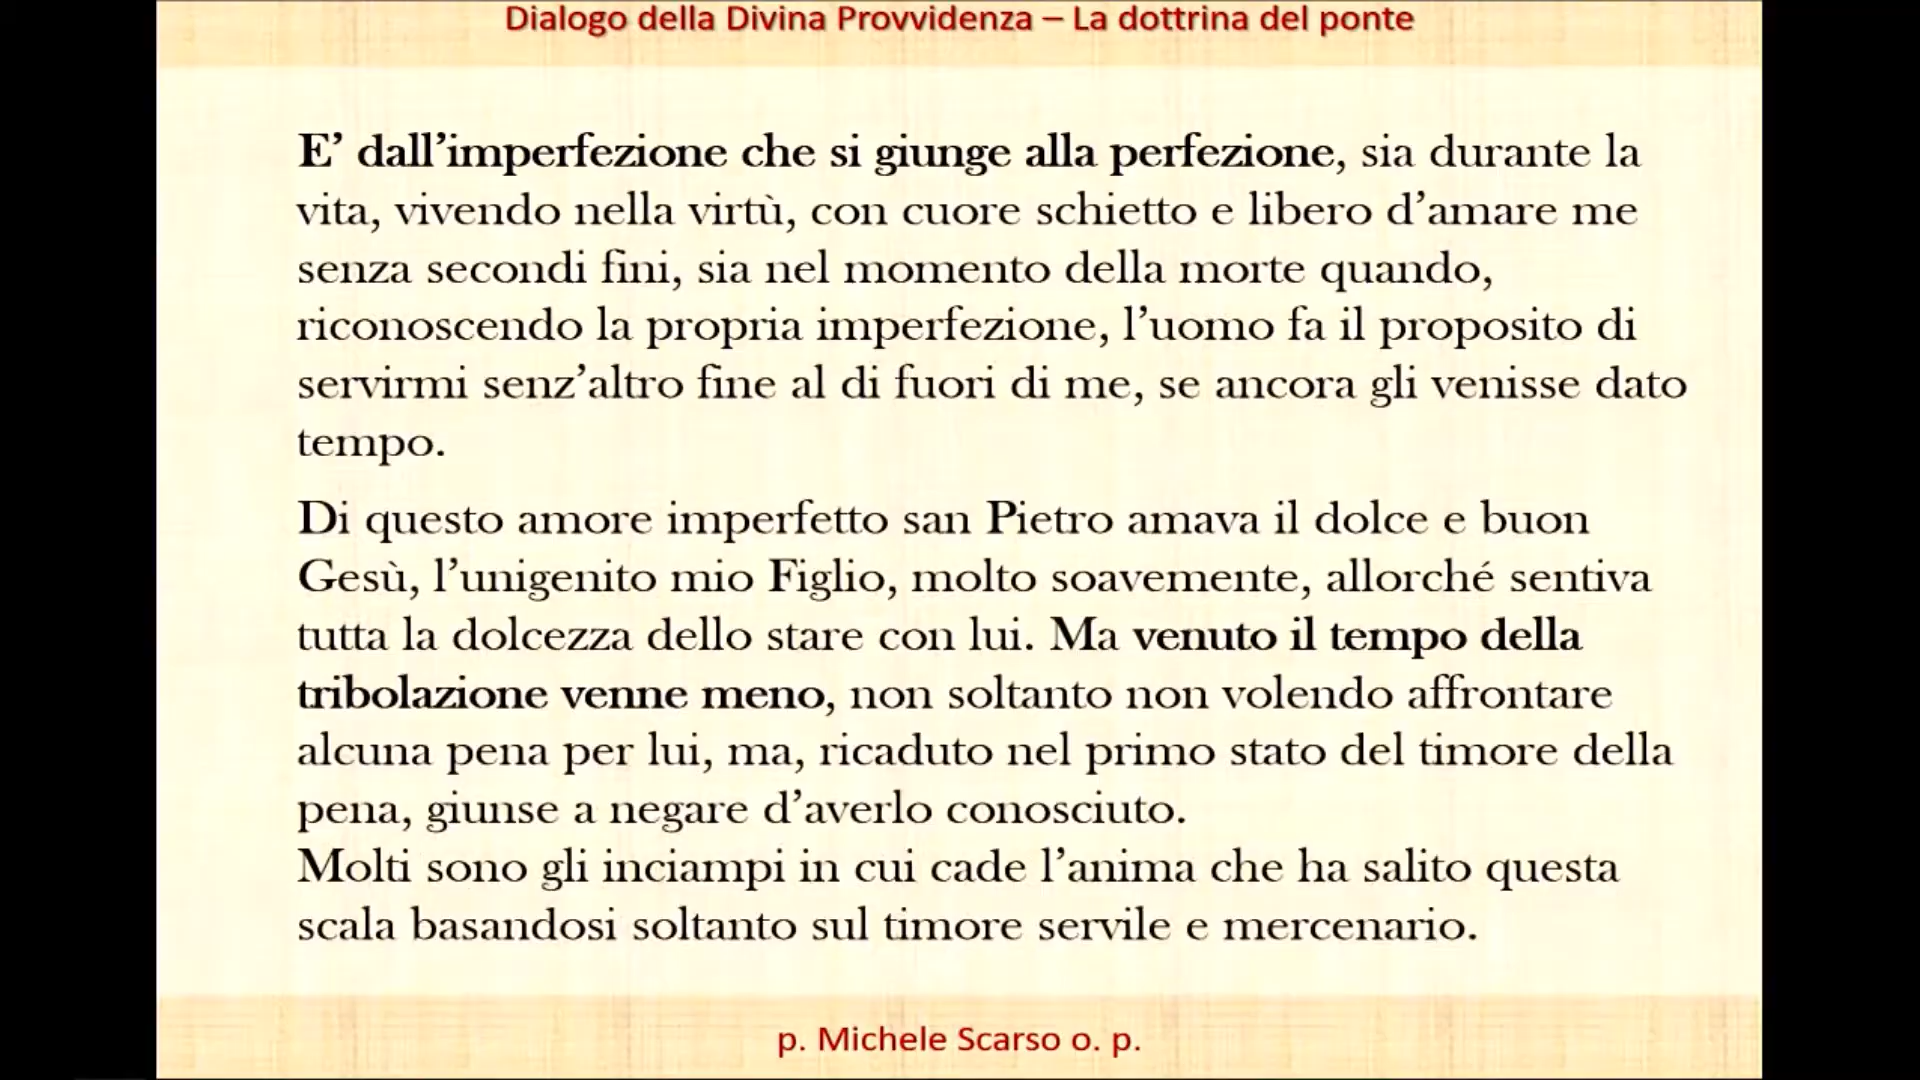 Dialogo della Divina Provvidenza – La dottrina del ponte
E’ dall’imperfezione che si giunge alla perfezione, sia durante la
vita, vivendo nella virtù, con cuore schietto e libero d’amare me
senza secondi fini, sia nel momento della morte quando,
riconoscendo la propria imperfezione, l’uomo fa il proposito di
servirmi senz’altro fine al di fuori di me, se ancora gli venisse dato
tempo.
Di questo amore imperfetto san Pietro amava il dolce e buon
Gesù, l’unigenito mio Figlio, molto soavemente, allorché sentiva
tutta la dolcezza dello stare con lui. Ma venuto il tempo della
tribolazione venne meno, non soltanto non volendo affrontare
alcuna pena per lui, ma, ricaduto nel primo stato del timore della
pena, giunse a negare d’averlo conosciuto.
Molti sono gli inciampi in cui cade l’anima che ha salito questa
scala basandosi soltanto sul timore servile e mercenario.
p. Michele Scarso o. p.